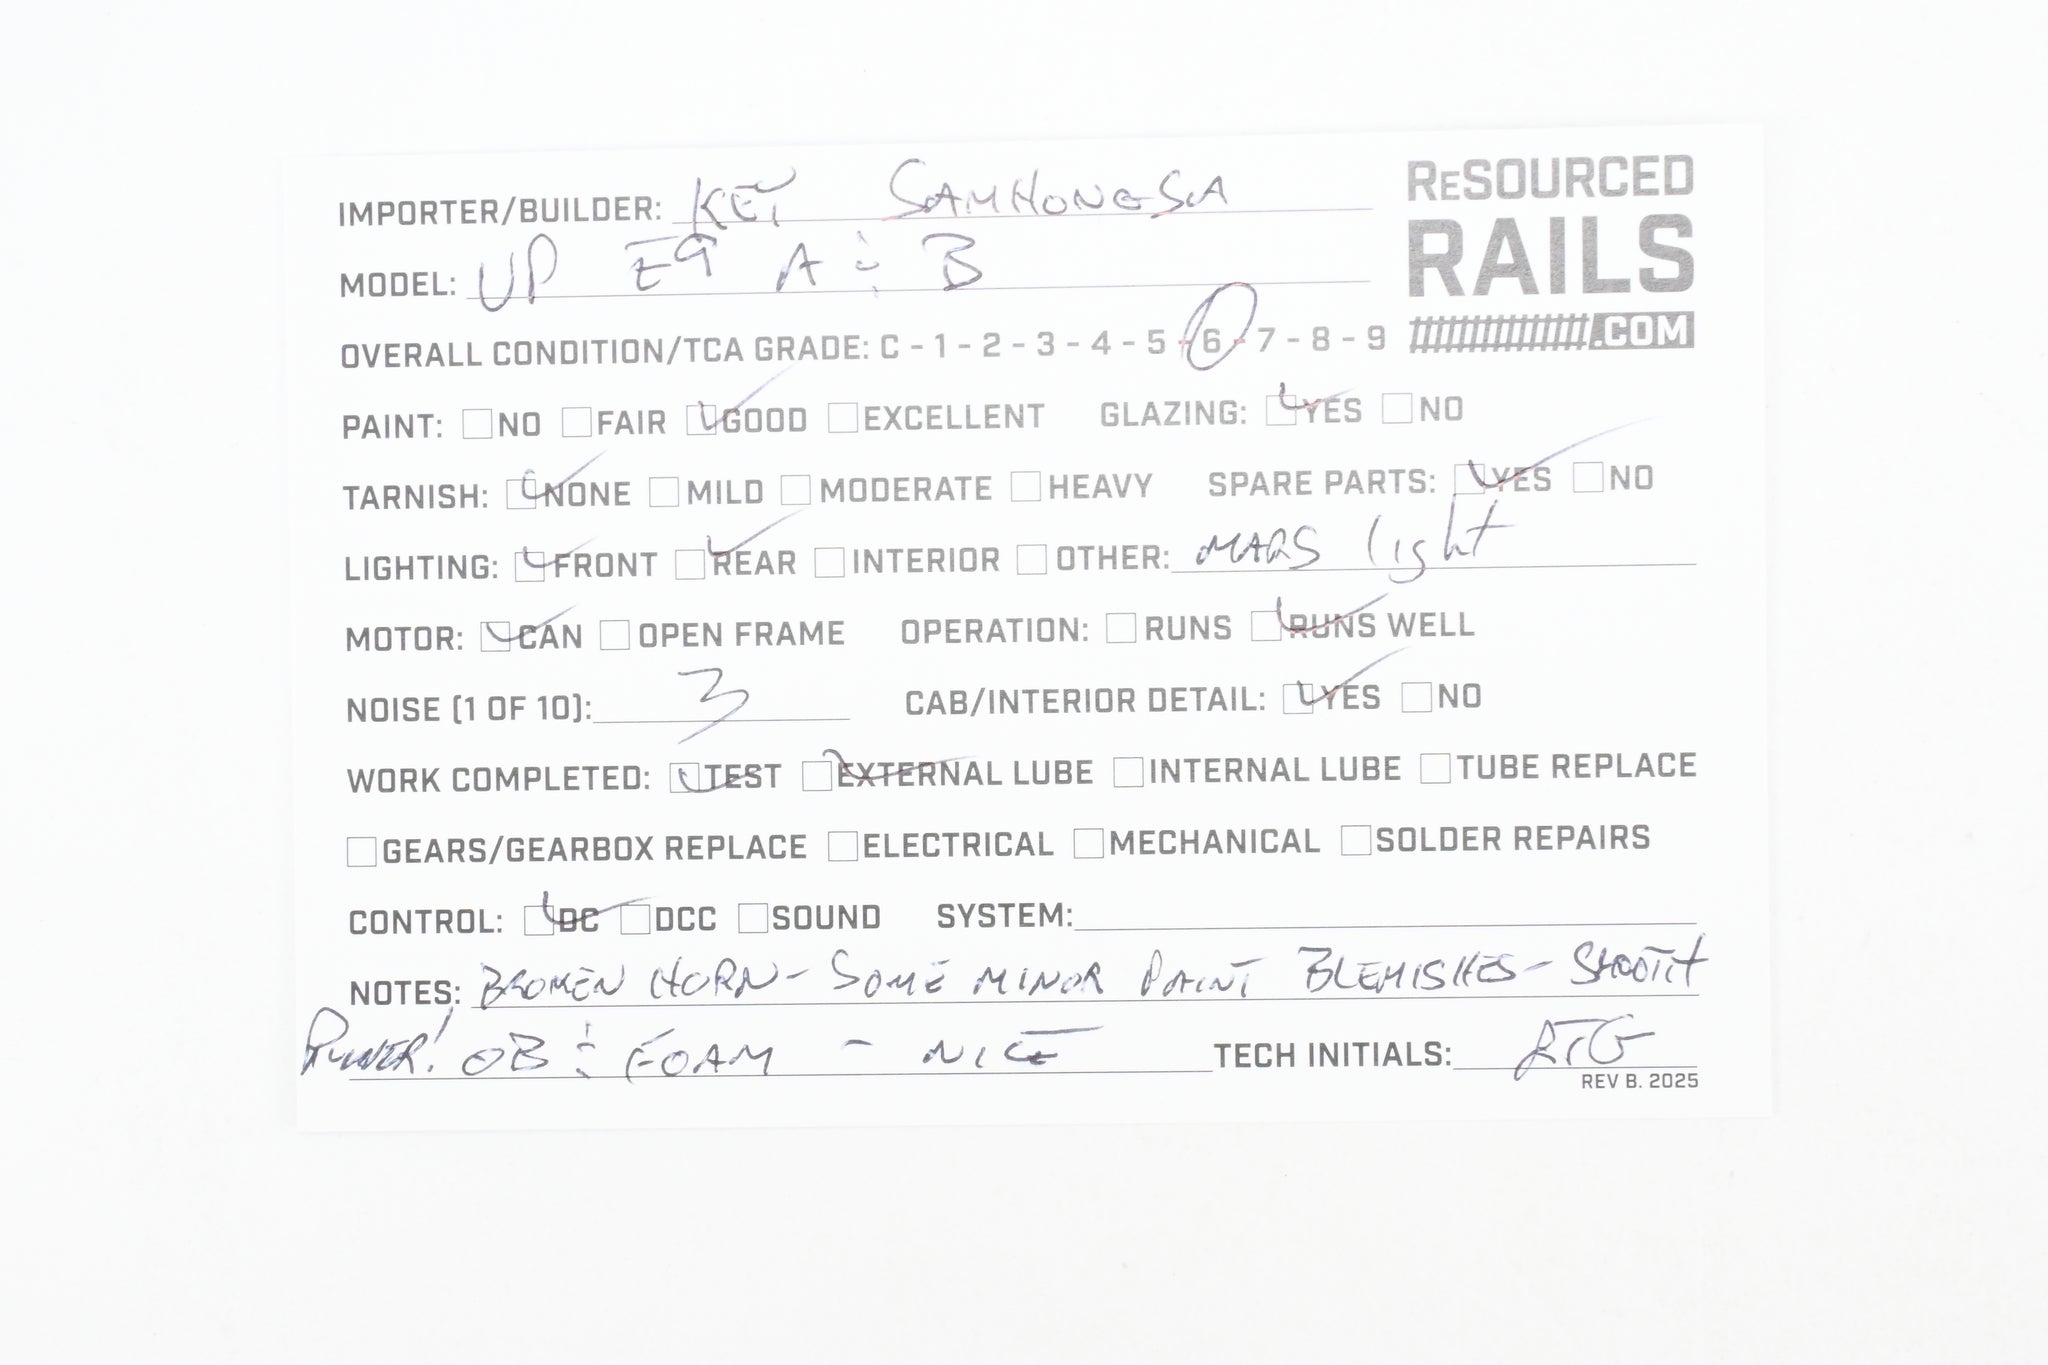 IMPORTER/BUILDER: KEY SAMHONGSA
ReSOURCED
RAILS
.COM
MODEL: UP E9 A & B
OVERALL CONDITION/TCA GRADE: C - 1 - 2 - 3 - 4 - 5 - 6 - 7 - 8 - 9
PAINT: NO FAIR GOOD EXCELLENT GLAZING: YES NO
TARNISH: NONE MILD MODERATE HEAVY SPARE PARTS: YES NO
LIGHTING: FRONT REAR INTERIOR OTHER: MARS light
MOTOR: CAN OPEN FRAME OPERATION: RUNS RUNS WELL
NOISE (1 OF 10): 3 CAB/INTERIOR DETAIL: YES NO
WORK COMPLETED: TEST EXTERNAL LUBE INTERNAL LUBE TUBE REPLACE
GEARS/GEARBOX REPLACE ELECTRICAL MECHANICAL SOLDER REPAIRS
CONTROL: DC DCC SOUND SYSTEM:
NOTES: BROKEN HORN - SOME MINOR PAINT BLEMISHES - SMOOTH
RUNNER! OB & FOAM - NICE TECH INITIALS: RTG
REV B. 2025